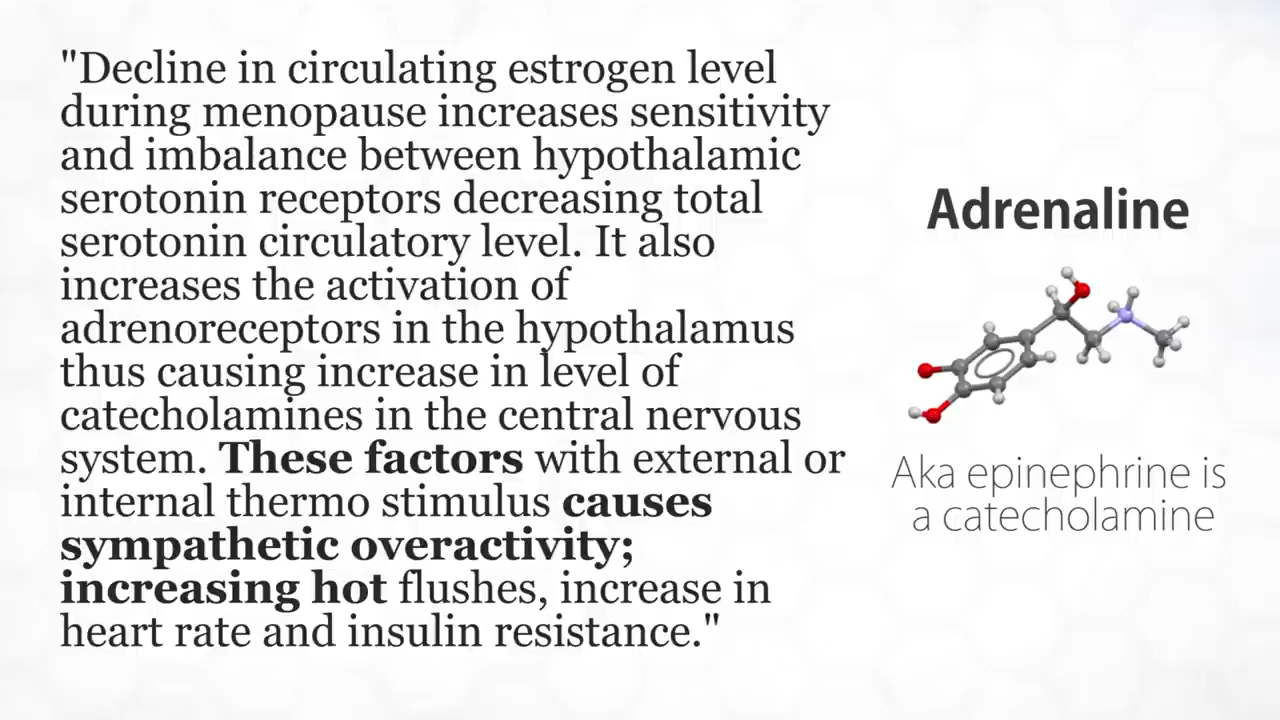 "Decline in circulating estrogen level
during menopause increases sensitivity
and imbalance between hypothalamic
serotonin receptors decreasing total
serotonin circulatory level. It also
increases the activation of
adrenoreceptors in the hypothalamus
thus causing increase in level of
catecholamines in the central nervous
system. These factors with external or
internal thermo stimulus causes
sympathetic overactivity;
increasing hot flushes, increase in
heart rate and insulin resistance."
Adrenaline
Aka epinephrine is
a catecholamine